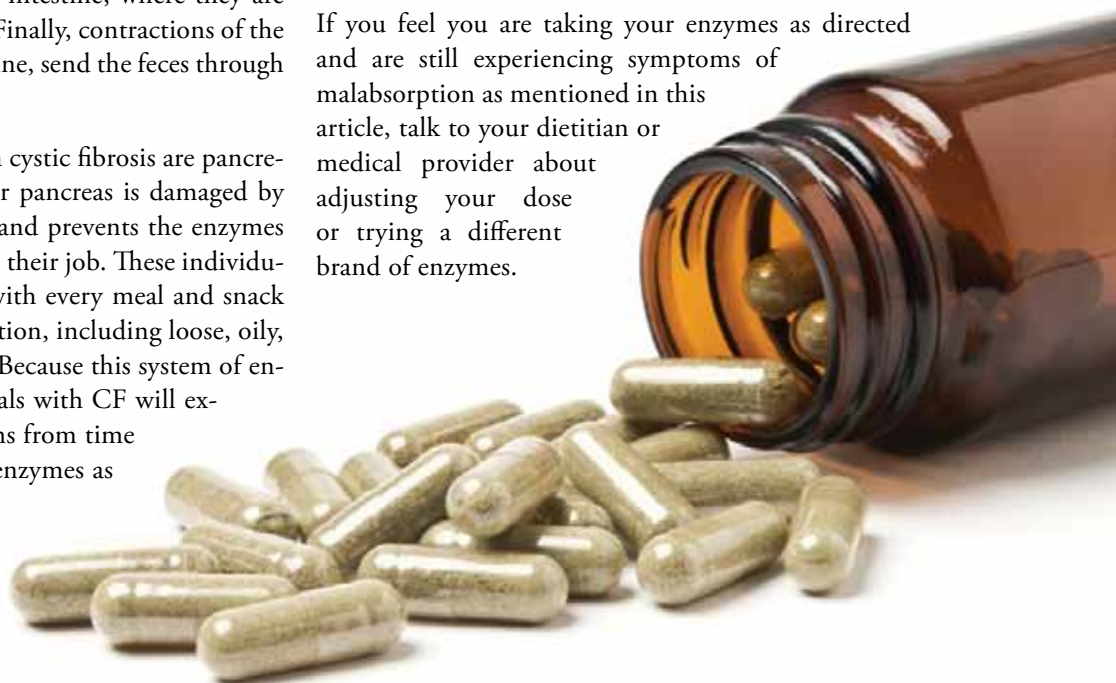 intestine, where they are
Finally, contractions of the
ine, send the feces through
n cystic fibrosis are pancre-
r pancreas is damaged by
and prevents the enzymes
their job. These individu-
with every meal and snack
tion, including loose, oily,
Because this system of en-
als with CF will ex-
ns from time
enzymes as
If you feel you are taking your enzymes as directed
and are still experiencing symptoms of
malabsorption as mentioned in this
article, talk to your dietitian or
medical provider about
adjusting your dose
or trying a different
brand of enzymes.